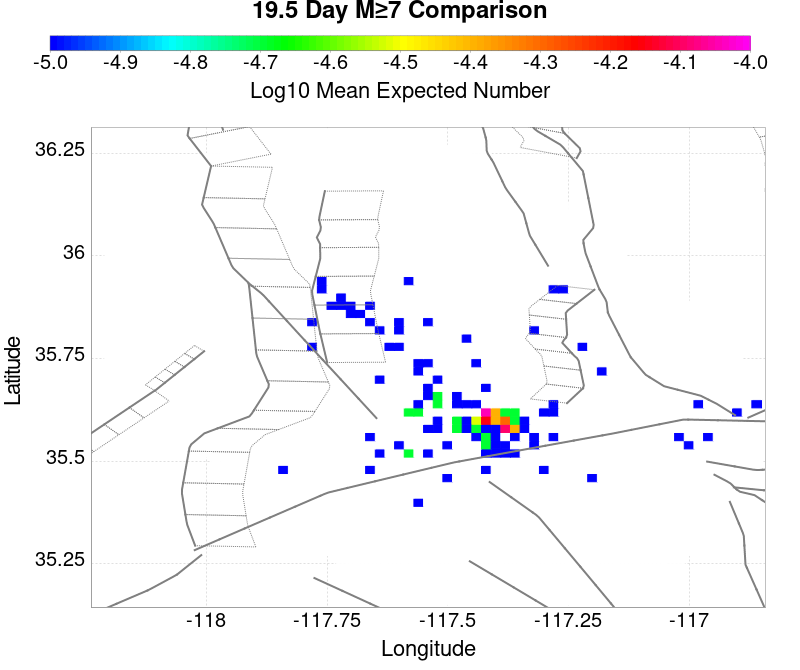 19.5 Day M≥7 Comparison
-5.0 -4.9 -4.8 -4.7 -4.6 -4.5 -4.4 -4.3 -4.2 -4.1 -4.0
Log10 Mean Expected Number
36.25
36
35.75
35.5
35.25
Latitude
-118 -117.75 -117.5 -117.25 -117
Longitude